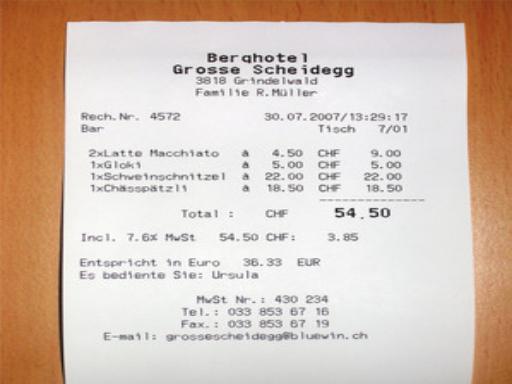 Berghotel
Grosse Scheidegg
3818 Grindelwald
Familie R.Müller
Rech.Nr. 4572 30.07.2007/13:29:17
Bar Tisch 7/01
2xLatte Macchiato à 4.50 CHF 9.00
1xGloki à 5.00 CHF 5.00
1xSchweinschnitzel à 22.00 CHF 22.00
1xChässpätzli à 18.50 CHF 18.50
Total : CHF 54.50
Incl. 7.6% MwSt 54.50 CHF: 3.85
Entspricht in Euro 36.33 EUR
Es bediente Sie: Ursula
MwSt Nr.: 430 234
Tel.: 033 853 67 16
Fax.: 033 853 67 19
E-mail: grossescheidegg@bluewin.ch